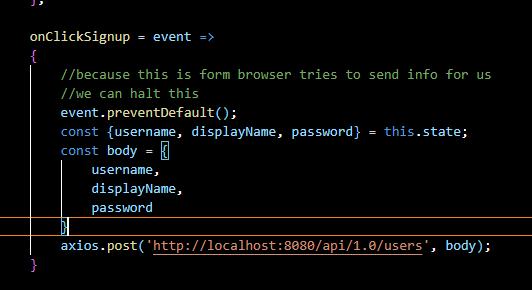 };
onClickSignup = event =>
{
//because this is form browser tries to send info for us
//we can halt this
event.preventDefault();
const {username, displayName, password} = this.state;
const body = {
username,
displayName,
password
}
axios.post('http://localhost:8080/api/1.0/users', body);
}